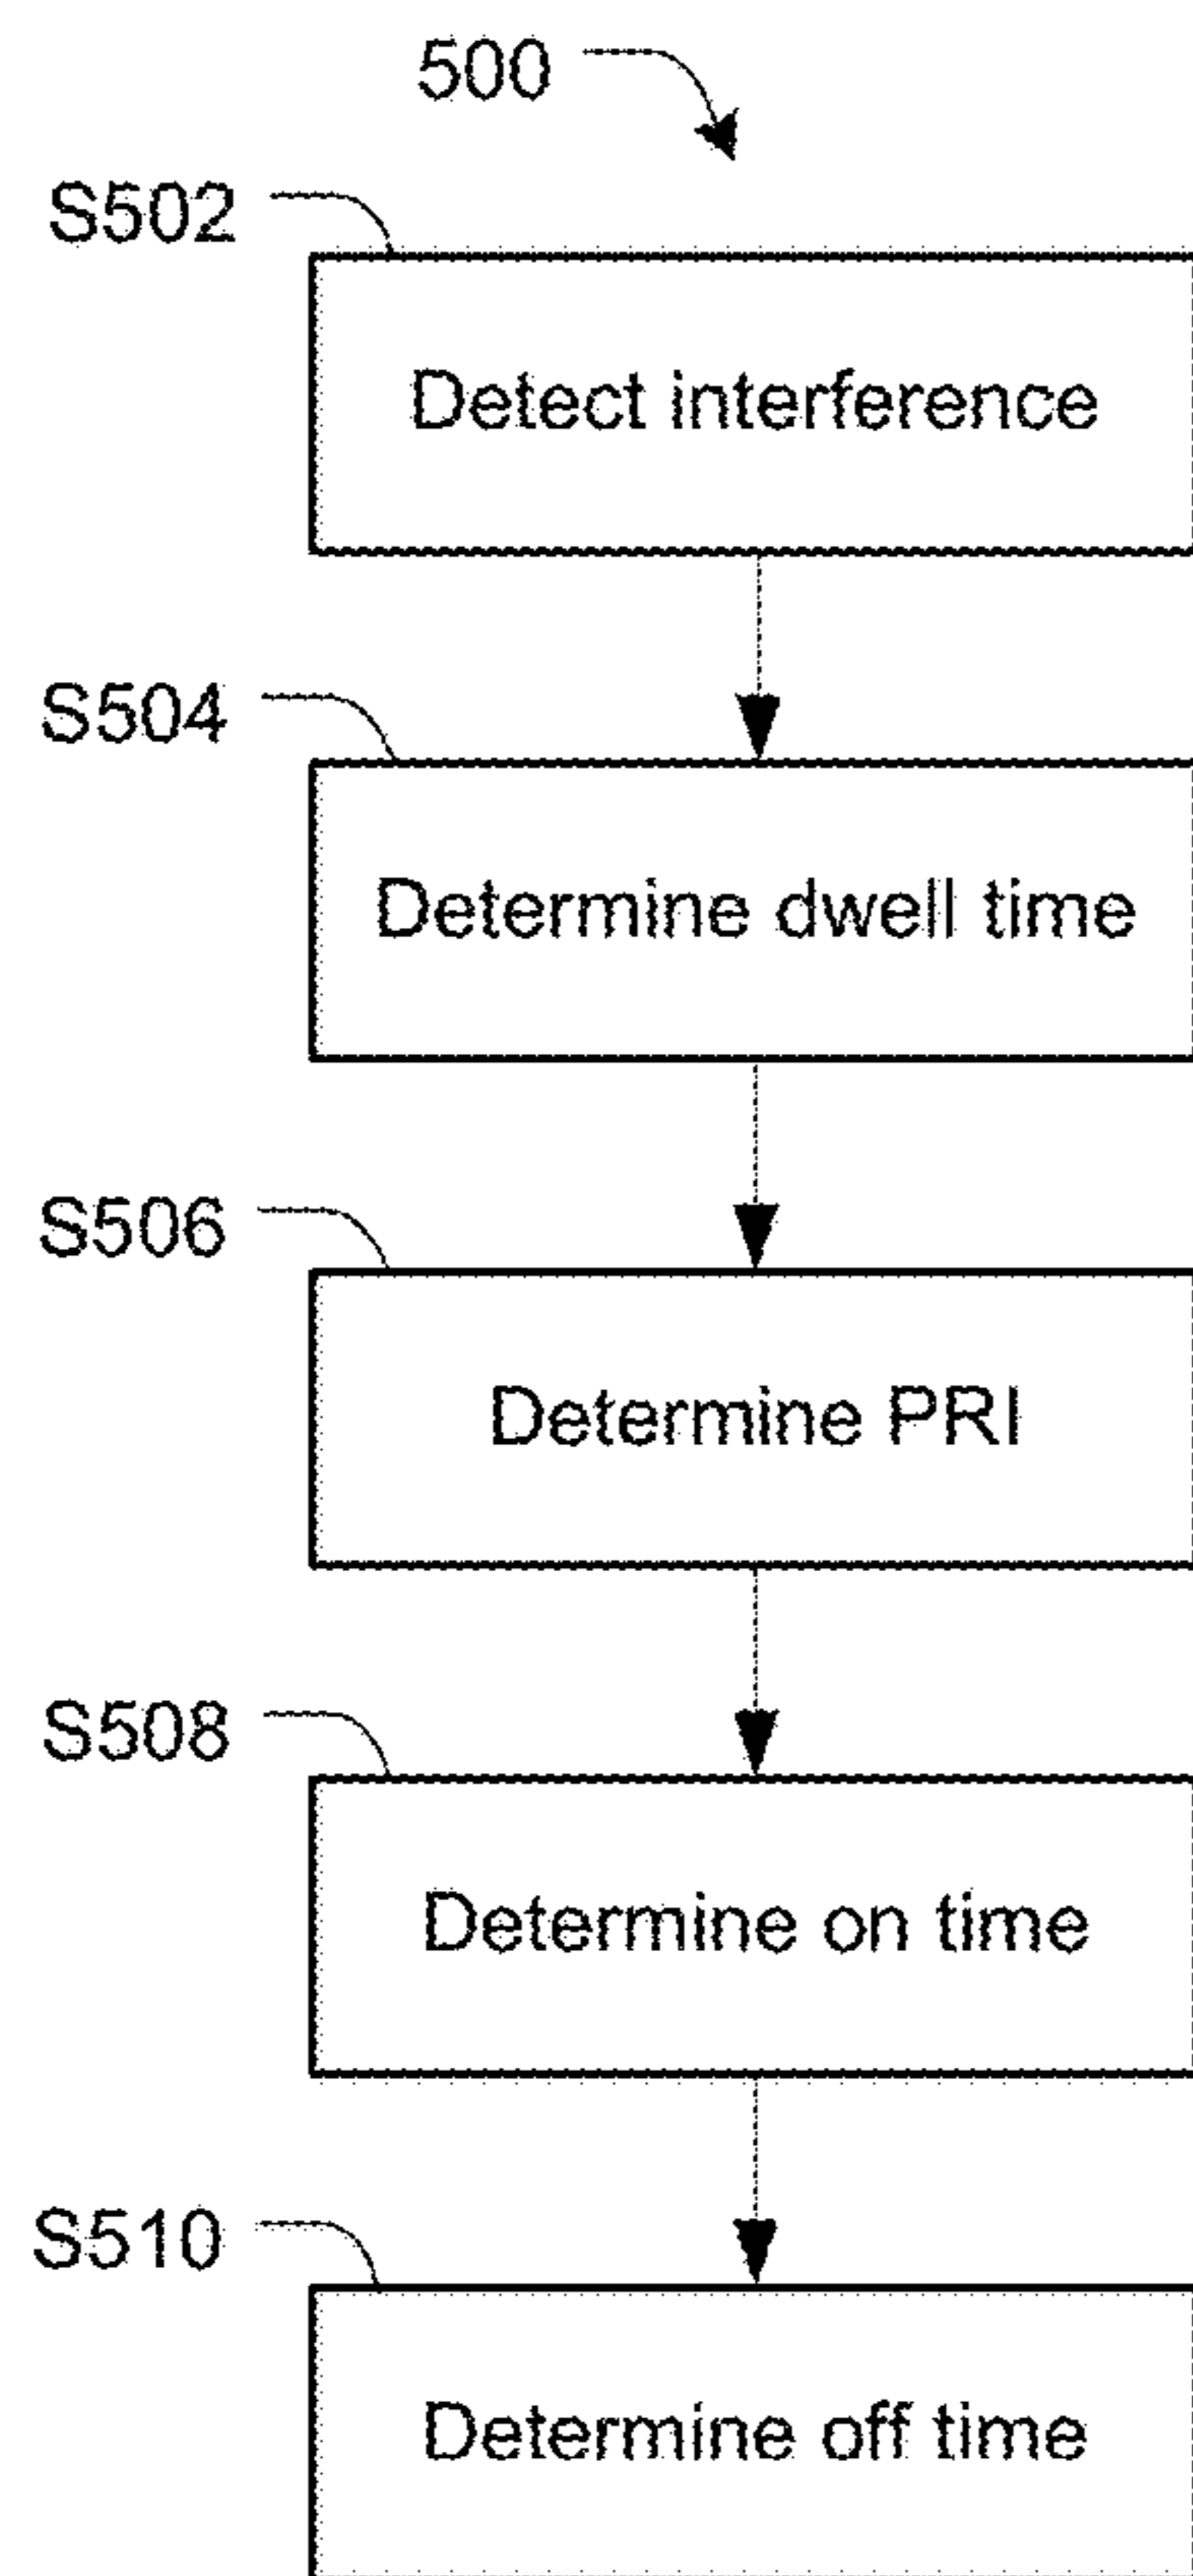 500
S502
Detect interference
S504
Determine dwell time
S506
Determine PRI
S508
Determine on time
S510
Determine off time